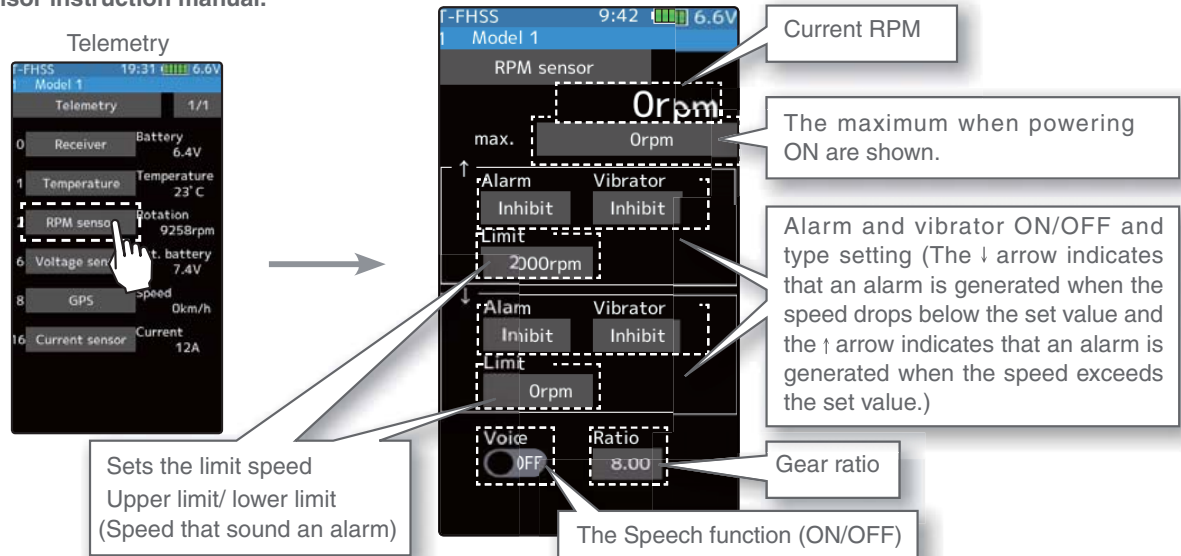 sor instruction manual.
Telemetry
T-FHSS 19:31 6.6V
1 Model 1
Telemetry 1/1
0 Receiver Battery
6.4V
1 Temperature Temperature
23°C
2 RPM sensor Rotation
9258rpm
6 Voltage sens t. battery
7.4V
8 GPS Speed
0km/h
16 Current sensor Current
12A
T-FHSS 9:42 6.6V
1 Model 1
RPM sensor
0rpm
max. 0rpm
↑
Alarm Vibrator
Inhibit Inhibit
Limit
2000rpm
↓
Alarm Vibrator
Inhibit Inhibit
Limit
0rpm
Voice Ratio
OFF 8.00
Current RPM
The maximum when powering
ON are shown.
Alarm and vibrator ON/OFF and
type setting (The ↓ arrow indicates
that an alarm is generated when the
speed drops below the set value and
the ↑ arrow indicates that an alarm is
generated when the speed exceeds
the set value.)
Gear ratio
Sets the limit speed
Upper limit/ lower limit
(Speed that sound an alarm)
The Speech function (ON/OFF)